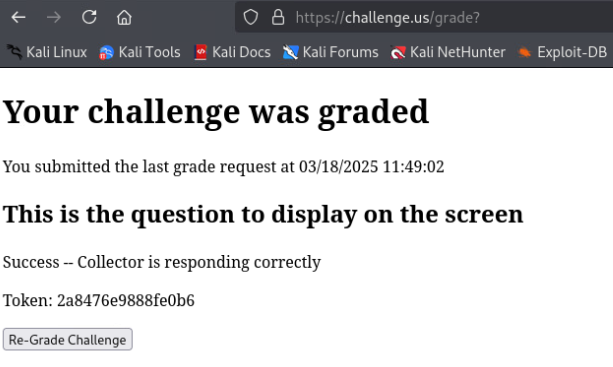 https://challenge.us/grade?
Kali Linux Kali Tools Kali Docs Kali Forums Kali NetHunter Exploit-DB
Your challenge was graded
You submitted the last grade request at 03/18/2025 11:49:02
This is the question to display on the screen
Success -- Collector is responding correctly
Token: 2a8476e9888fe0b6
Re-Grade Challenge